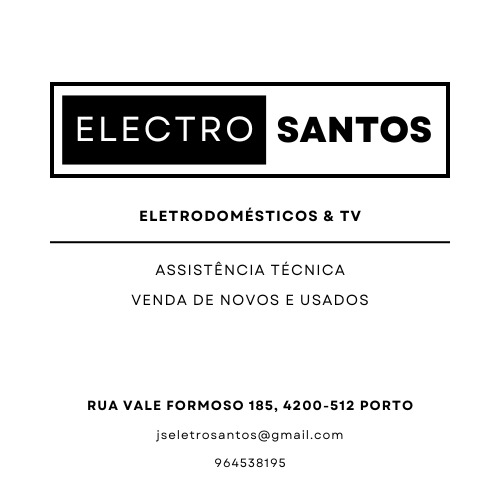 ELECTRO SANTOS
ELETRODOMÉSTICOS & TV
ASSISTÊNCIA TÉCNICA
VENDA DE NOVOS E USADOS
RUA VALE FORMOSO 185, 4200-512 PORTO
jseletrosantos@gmail.com
964538195